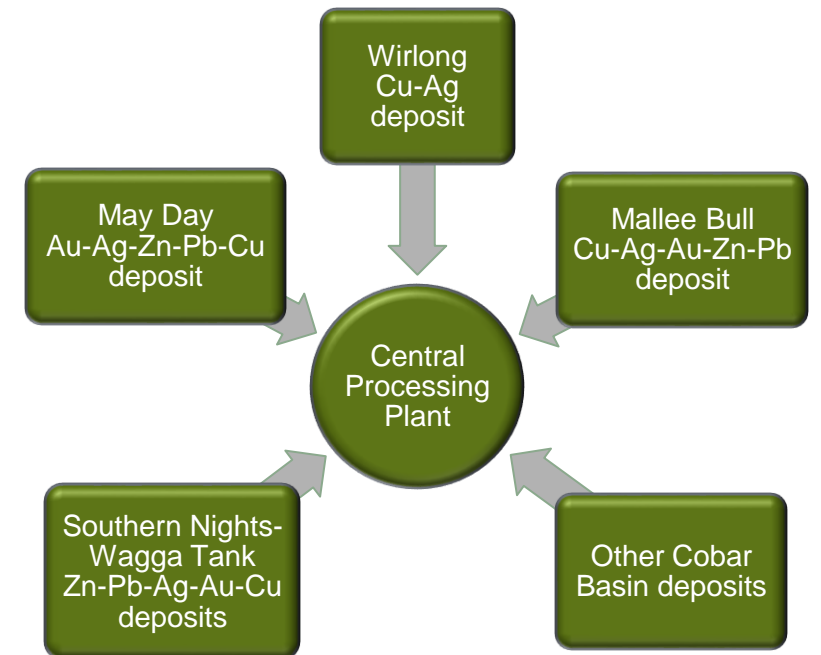 Wirlong
Cu-Ag
deposit
May Day
Au-Ag-Zn-Pb-Cu
deposit
Mallee Bull
Cu-Ag-Au-Zn-Pb
deposit
Central
Processing
Plant
Southern Nights-
Wagga Tank
Zn-Pb-Ag-Au-Cu
deposits
Other Cobar
Basin deposits